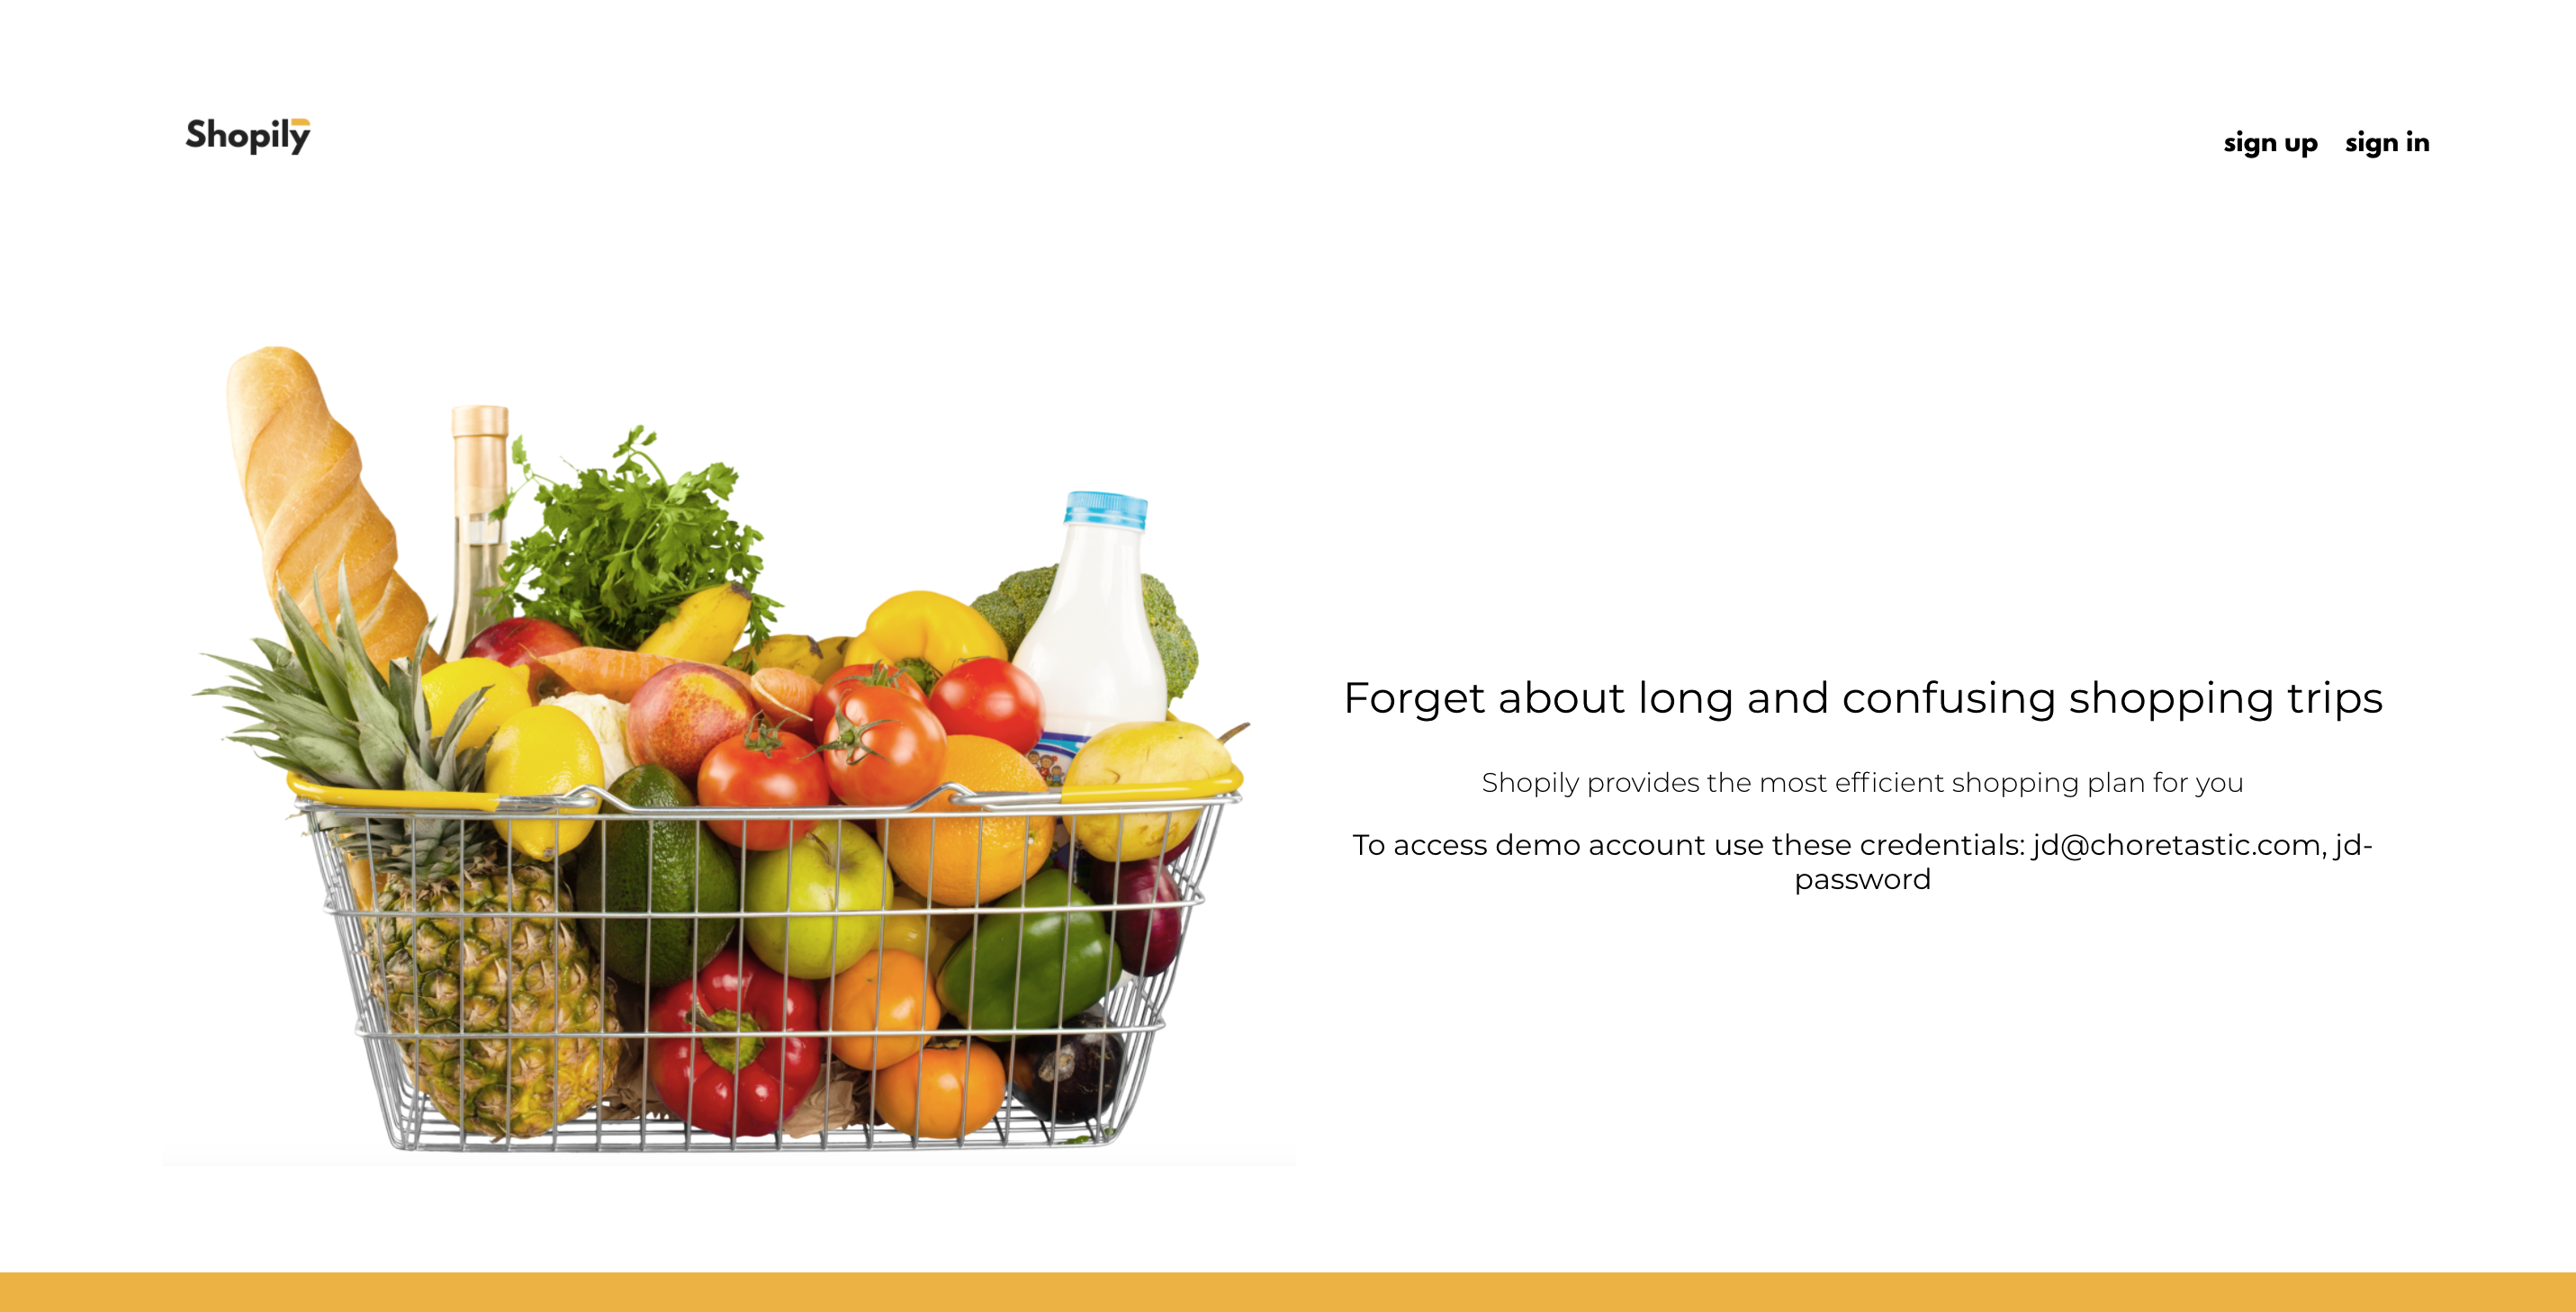 Shopily
sign up sign in
Forget about long and confusing shopping trips
Shopily provides the most efficient shopping plan for you
To access demo account use these credentials: jd@choretastic.com, jd-
password